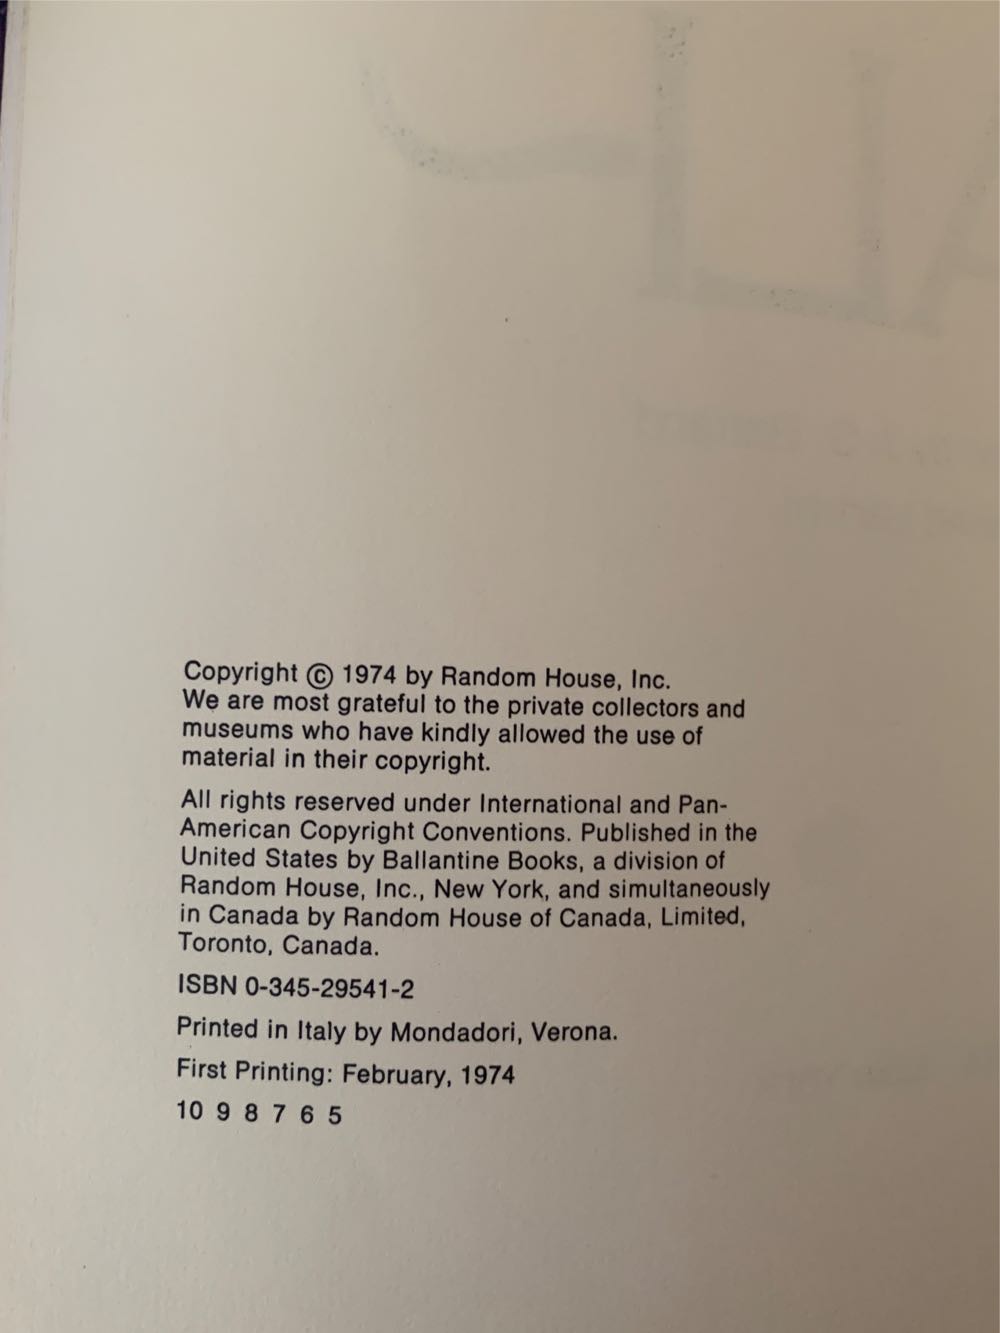 Copyright © 1974 by Random House, Inc.
We are most grateful to the private collectors and
museums who have kindly allowed the use of
material in their copyright.
All rights reserved under International and Pan-
American Copyright Conventions. Published in the
United States by Ballantine Books, a division of
Random House, Inc., New York, and simultaneously
in Canada by Random House of Canada, Limited,
Toronto, Canada.
ISBN 0-345-29541-2
Printed in Italy by Mondadori, Verona.
First Printing: February, 1974
10 9 8 7 6 5